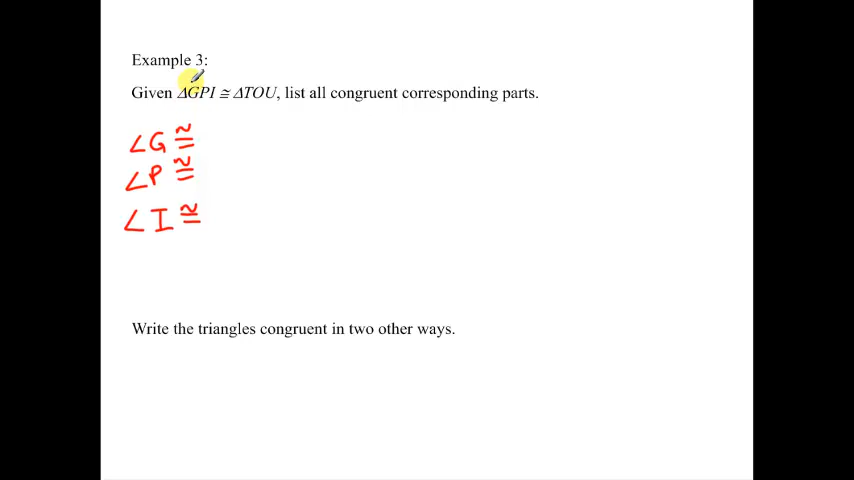 Example 3:
Given ΔGPI ≅ ΔTOU, list all congruent corresponding parts.
∠G ≅
∠P ≅
∠I ≅
Write the triangles congruent in two other ways.